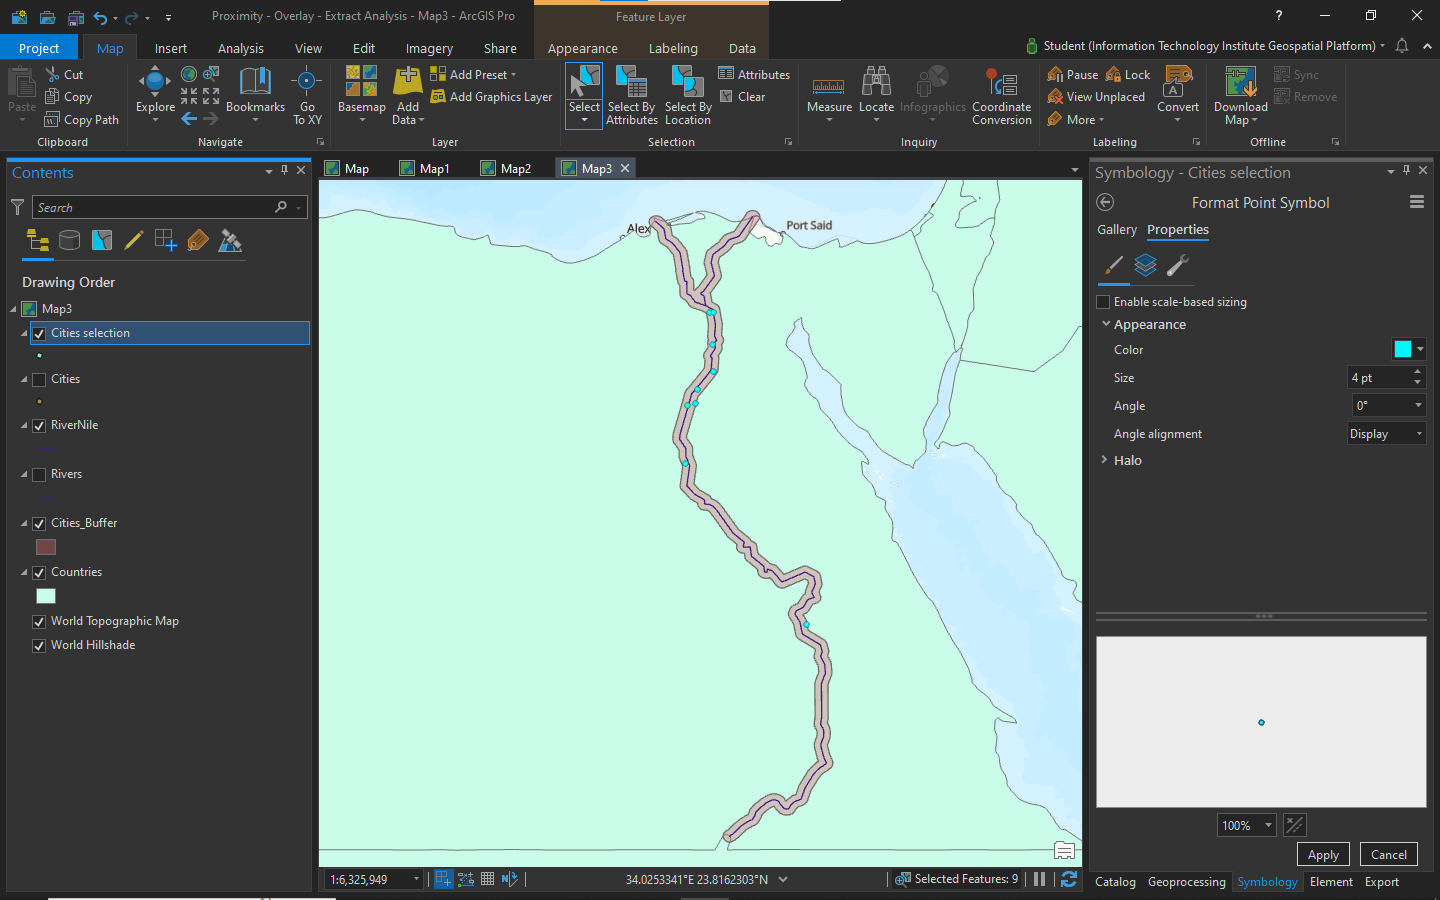 Proximity - Overlay - Extract Analysis - Map3 - ArcGIS Pro
Feature Layer
?
Project
Map
Insert
Analysis
View
Edit
Imagery
Share
Appearance
Labeling
Data
Student (Information Technology Institute Geospatial Platform)
Paste
Cut
Copy
Copy Path
Clipboard
Explore
Bookmarks
Go
To XY
Navigate
Basemap
Add
Data
Add Preset
Add Graphics Layer
Layer
Select
Select By
Attributes
Select By
Location
Attributes
Clear
Selection
Measure
Locate
Infographics
Coordinate
Conversion
Inquiry
Pause
Lock
View Unplaced
More
Convert
Labeling
Download
Map
Sync
Remove
Offline
Contents
Search
Drawing Order
Map3
Cities selection
Cities
RiverNile
Rivers
Cities_Buffer
Countries
World Topographic Map
World Hillshade
Map
Map1
Map2
Map3
Alex
Port Said
1:6,325,949
34.0253341°E 23.8162303°N
Selected Features: 9
Symbology - Cities selection
Format Point Symbol
Gallery
Properties
Enable scale-based sizing
Appearance
Color
Size
4 pt
Angle
0°
Angle alignment
Display
Halo
100%
Apply
Cancel
Catalog
Geoprocessing
Symbology
Element
Export